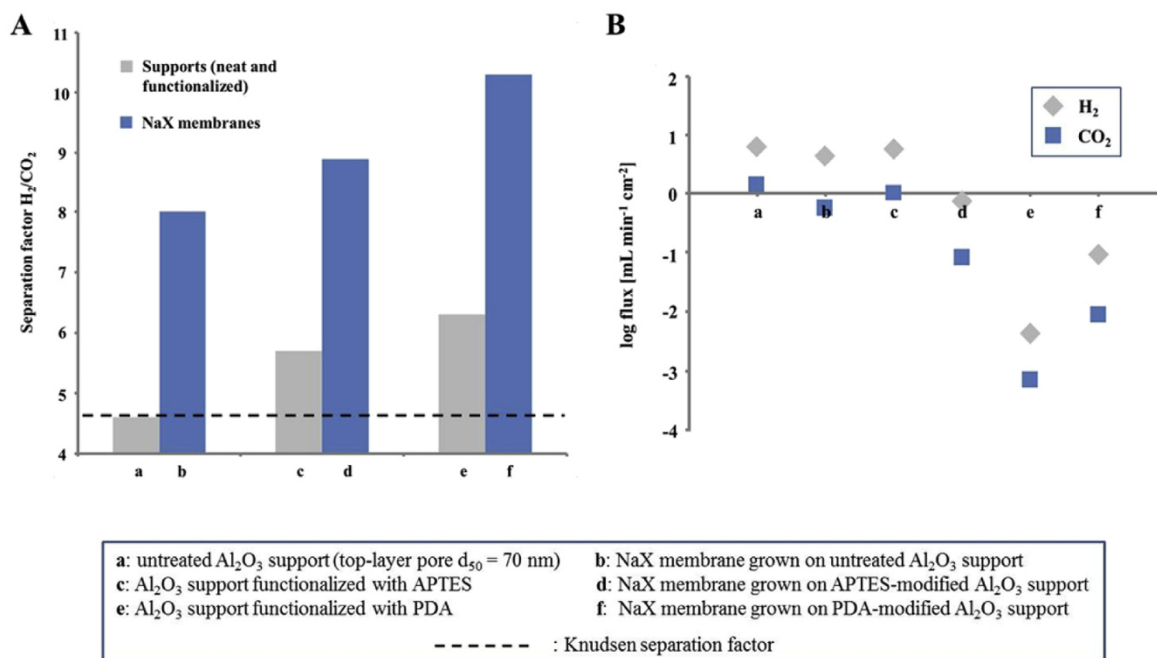 A
11
10
9
8
7
6
5
4
Separation factor H₂/CO₂
Supports (neat and
functionalized)
NaX membranes
a b c d e f
B
2
1
0
-1
-2
-3
-4
log flux [mL min⁻¹ cm⁻²]
H₂
CO₂
a b c d e f
a: untreated Al₂O₃ support (top-layer pore d₅₀ = 70 nm)
b: NaX membrane grown on untreated Al₂O₃ support
c: Al₂O₃ support functionalized with APTES
d: NaX membrane grown on APTES-modified Al₂O₃ support
e: Al₂O₃ support functionalized with PDA
f: NaX membrane grown on PDA-modified Al₂O₃ support
: Knudsen separation factor